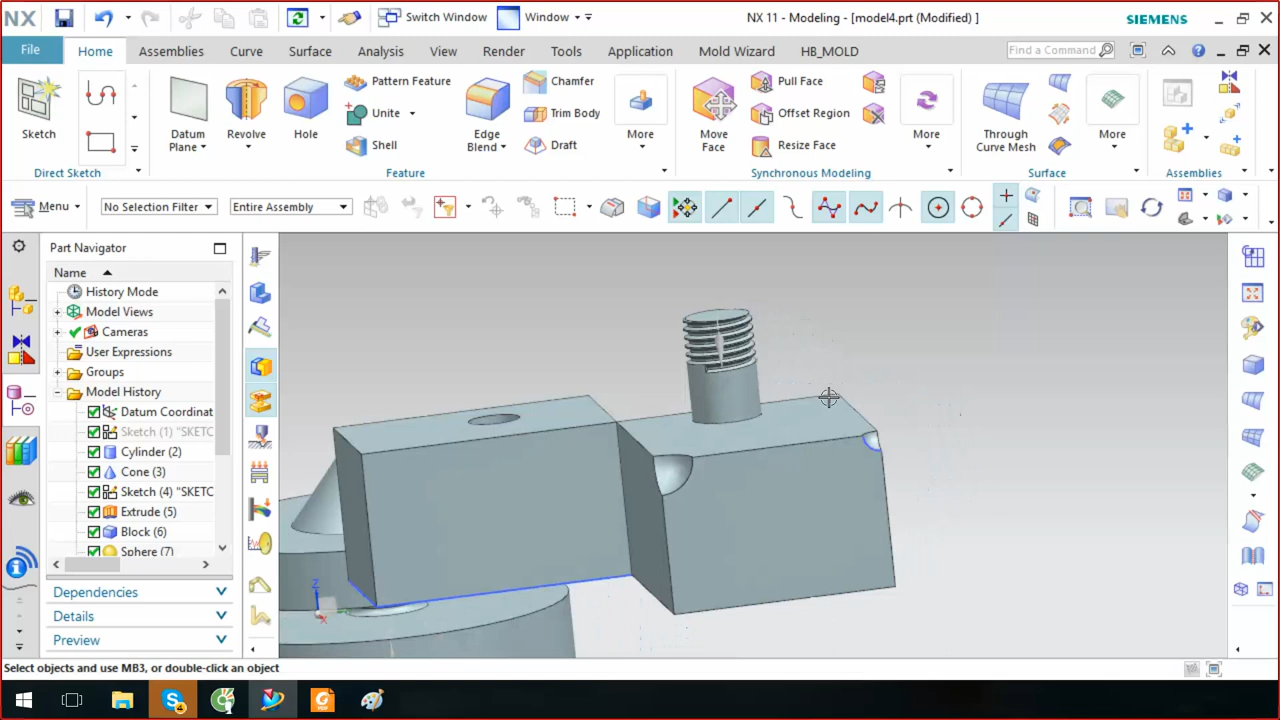 NX
Switch Window
Window
NX 11 - Modeling - [model4.prt (Modified) ]
SIEMENS
File
Home
Assemblies
Curve
Surface
Analysis
View
Render
Tools
Application
Mold Wizard
HB_MOLD
Find a Command
Sketch
Datum Plane
Revolve
Hole
Pattern Feature
Unite
Shell
Edge Blend
Chamfer
Trim Body
Draft
More
Move Face
Pull Face
Offset Region
Resize Face
More
Through Curve Mesh
More
Direct Sketch
Feature
Synchronous Modeling
Surface
Assemblies
Menu
No Selection Filter
Entire Assembly
Part Navigator
Name
History Mode
Model Views
Cameras
User Expressions
Groups
Model History
Datum Coordinat
Sketch (1) "SKETC
Cylinder (2)
Cone (3)
Sketch (4) "SKETC
Extrude (5)
Block (6)
Sphere (7)
Dependencies
Details
Preview
Z
X
Select objects and use MB3, or double-click an object